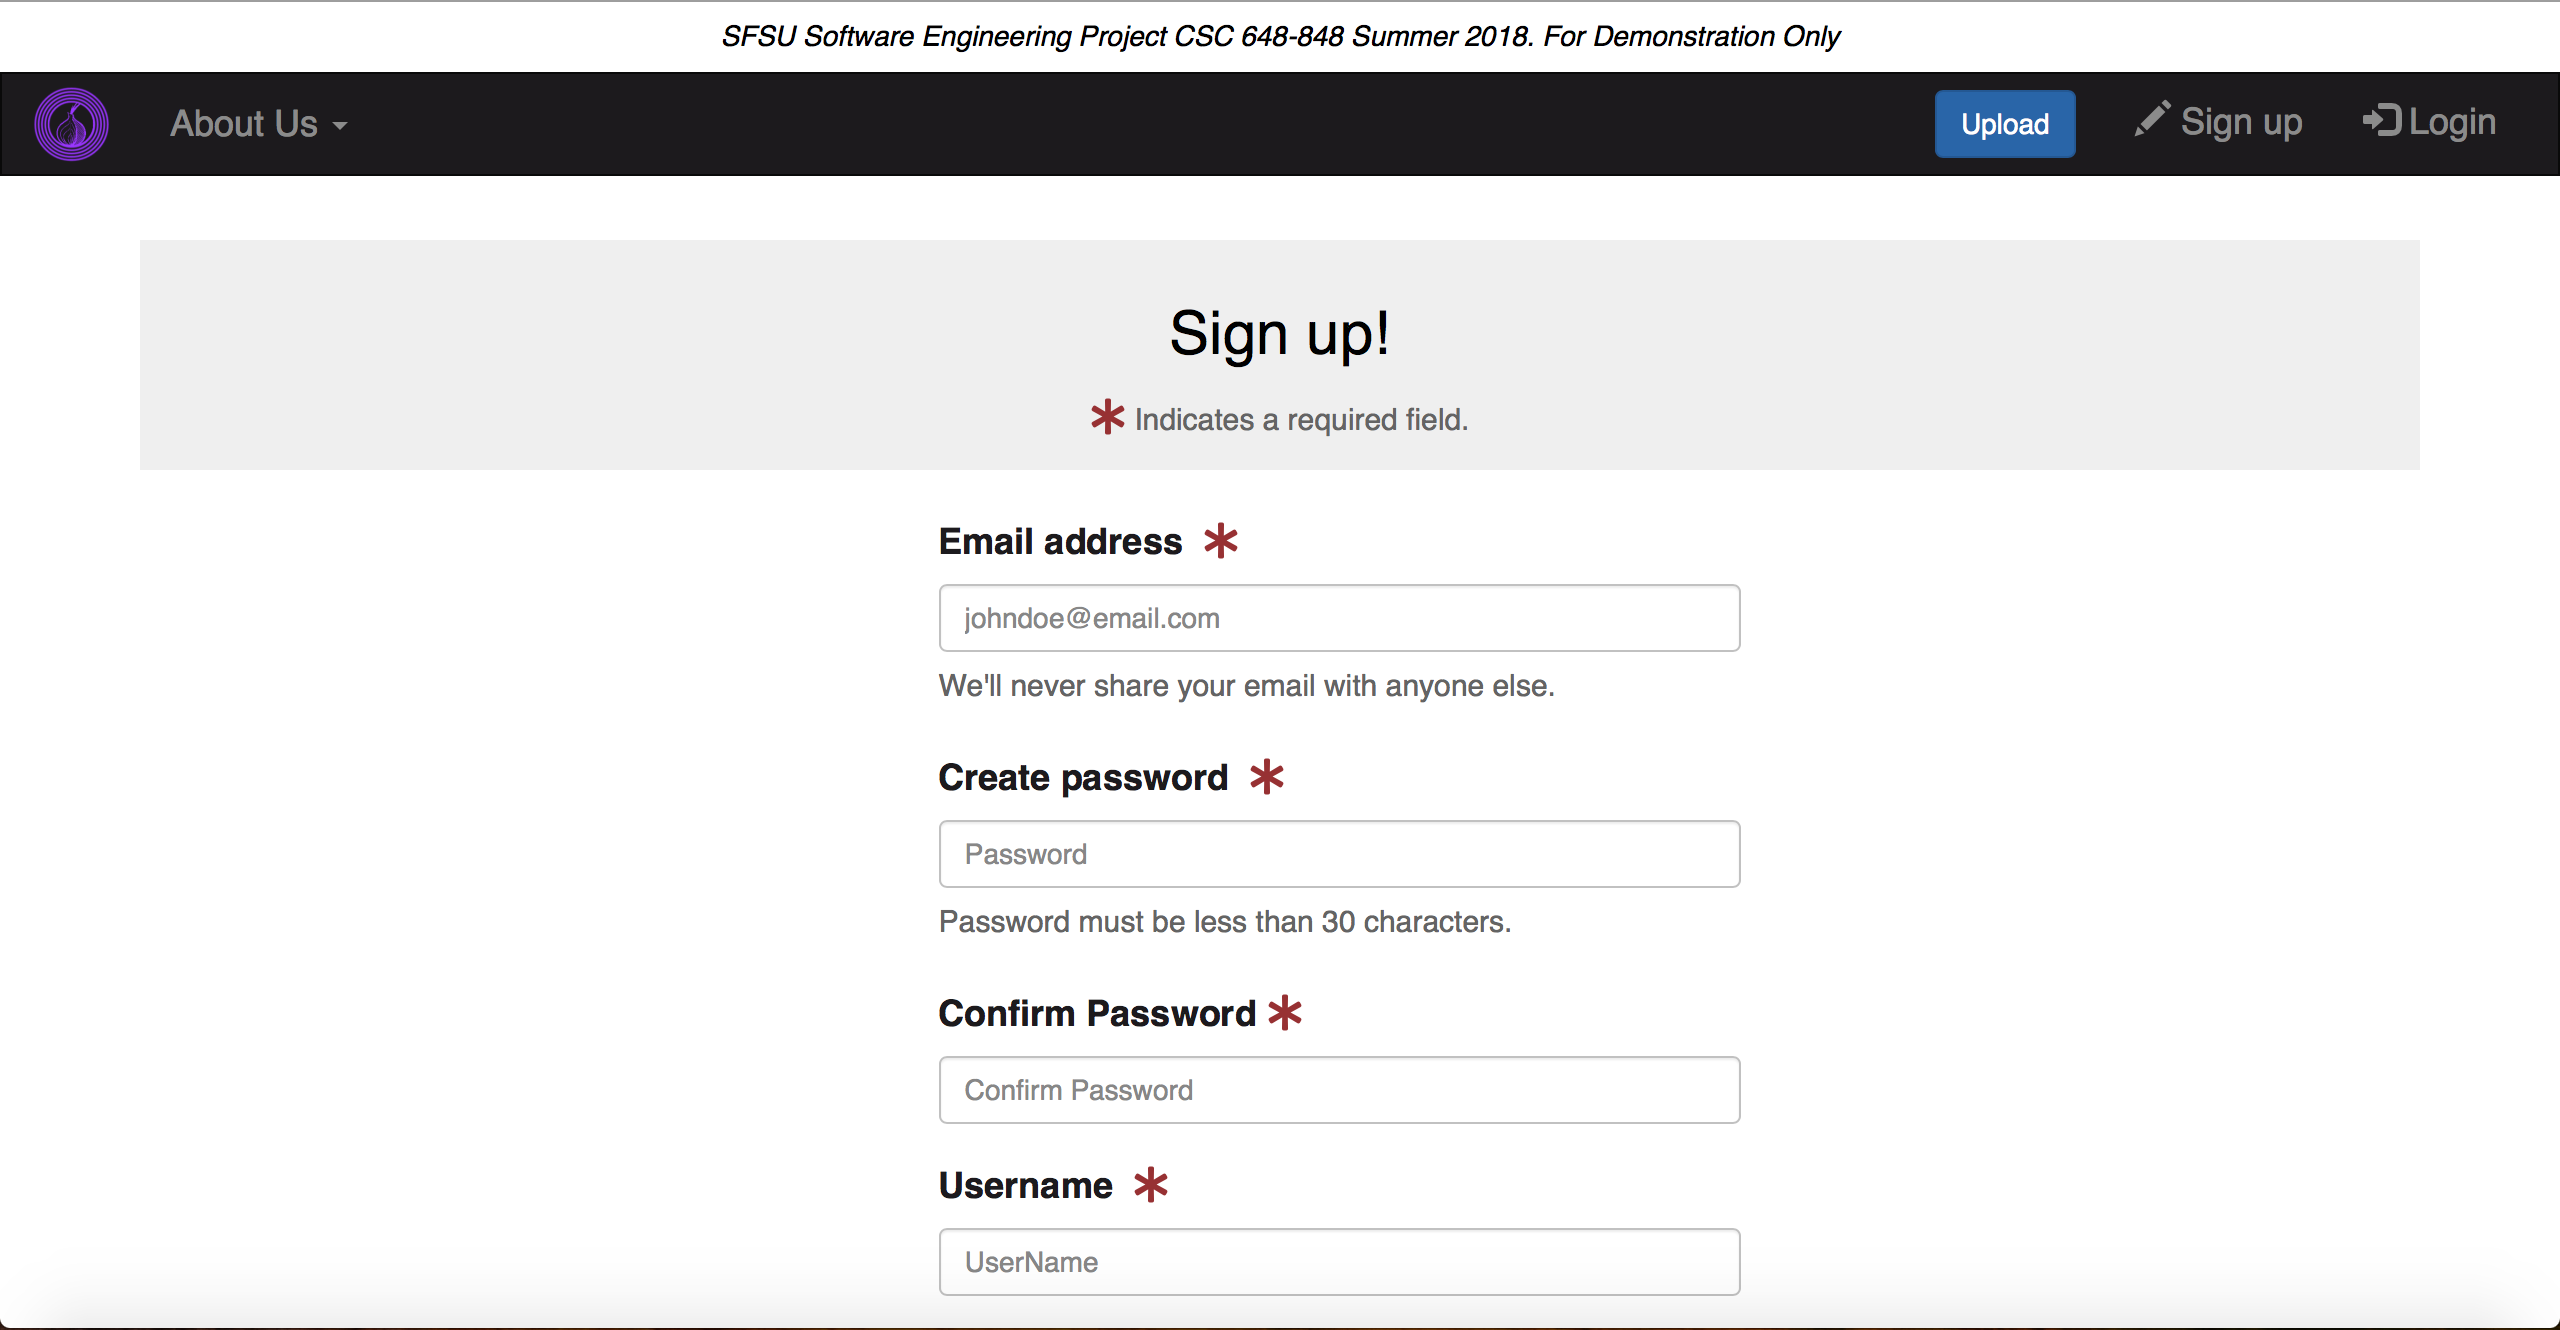 SFSU Software Engineering Project CSC 648-848 Summer 2018. For Demonstration Only
About Us Upload Sign up Login
Sign up!
* Indicates a required field.
Email address *
johndoe@email.com
We'll never share your email with anyone else.
Create password *
Password
Password must be less than 30 characters.
Confirm Password *
Confirm Password
Username *
UserName